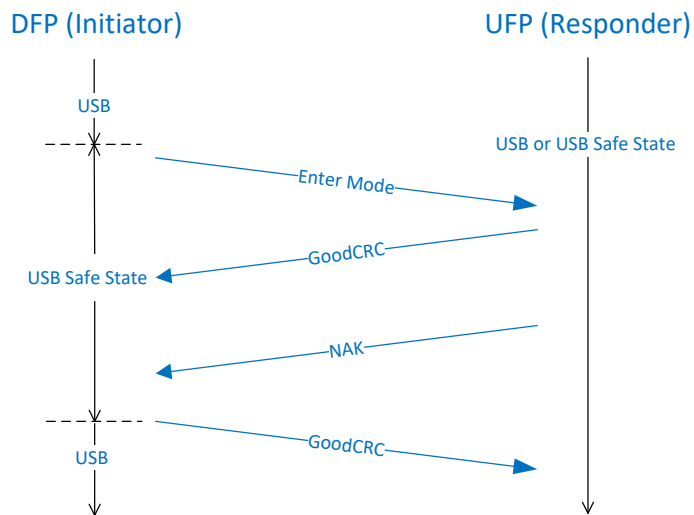 DFP (Initiator)
UFP (Responder)
USB
USB or USB Safe State
Enter Mode
GoodCRC
USB Safe State
NAK
GoodCRC
USB